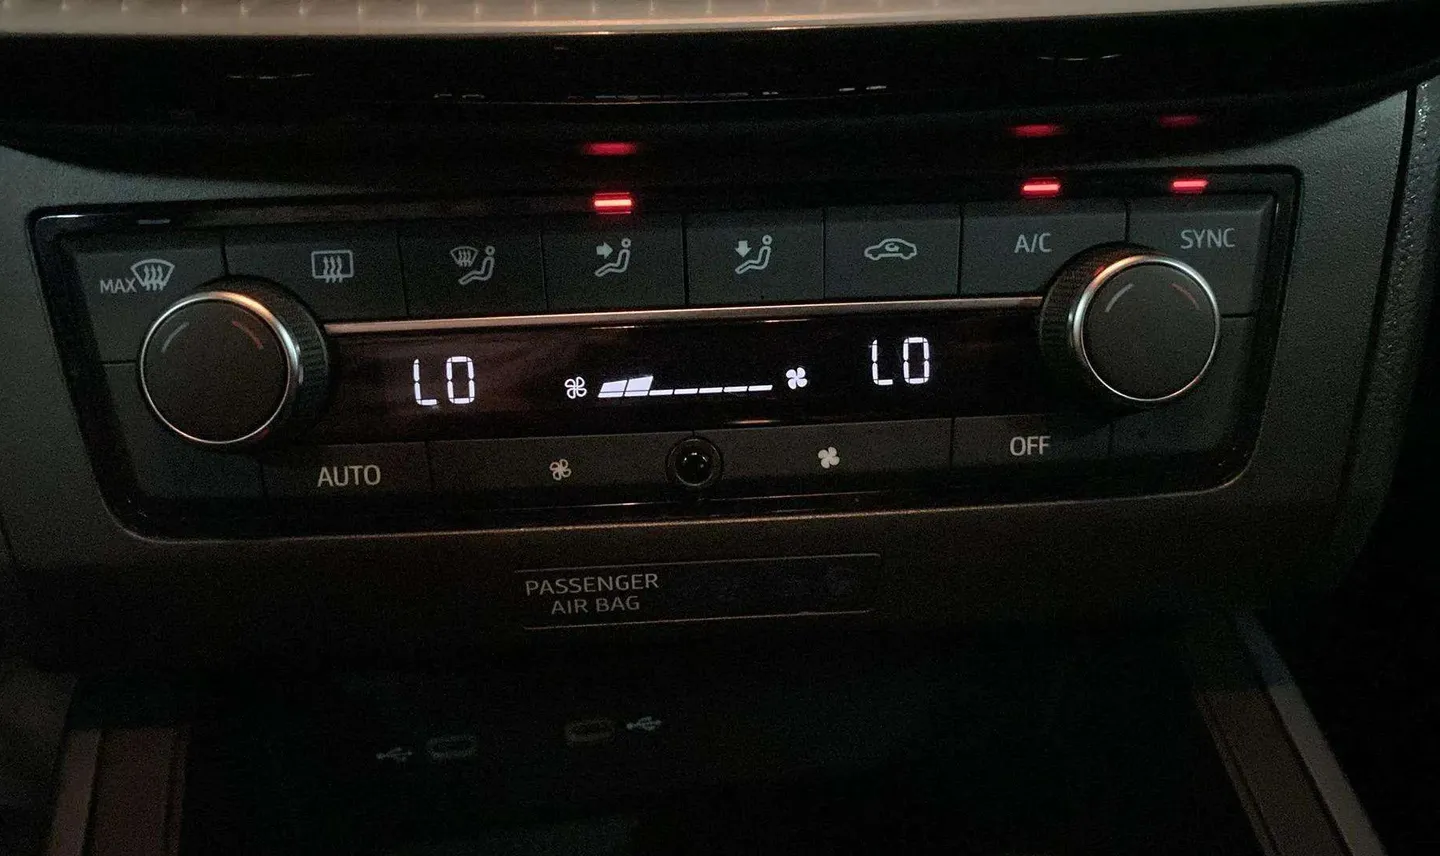 MAX
A/C
SYNC
LO
LO
AUTO
OFF
PASSENGER
AIR BAG